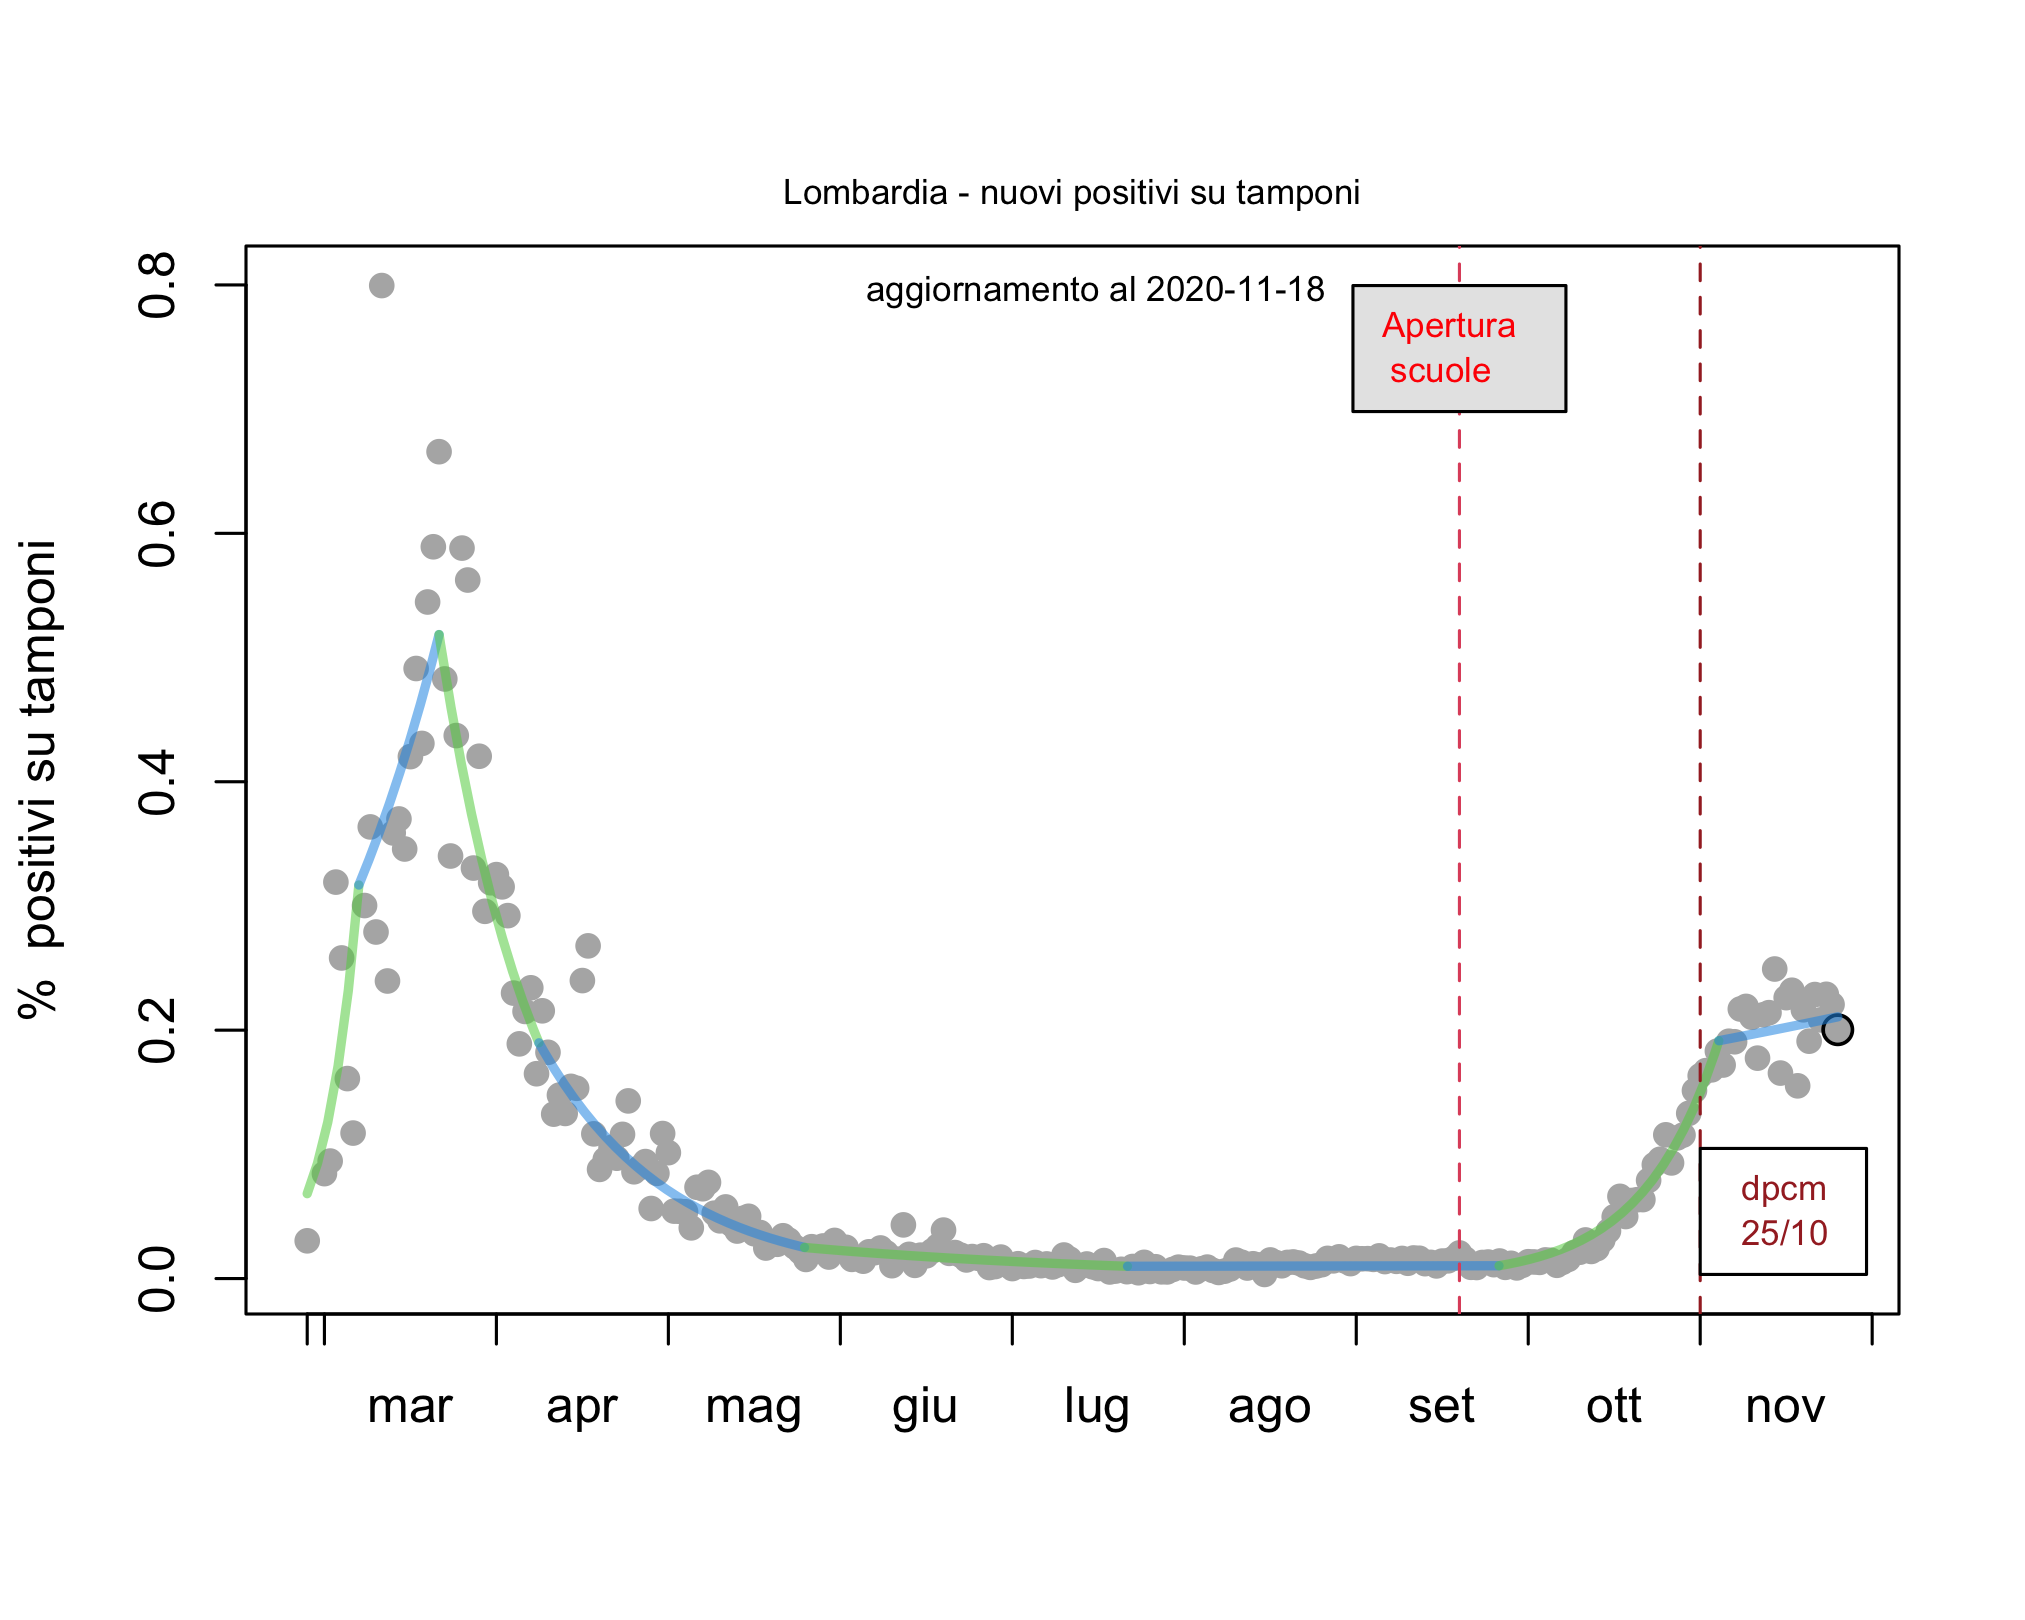 Lombardia - nuovi positivi su tamponi
aggiornamento al 2020-11-18
Apertura
scuole
% positivi su tamponi
0.8
0.6
0.4
0.2
0.0
dpcm
25/10
mar apr mag giu lug ago set ott nov